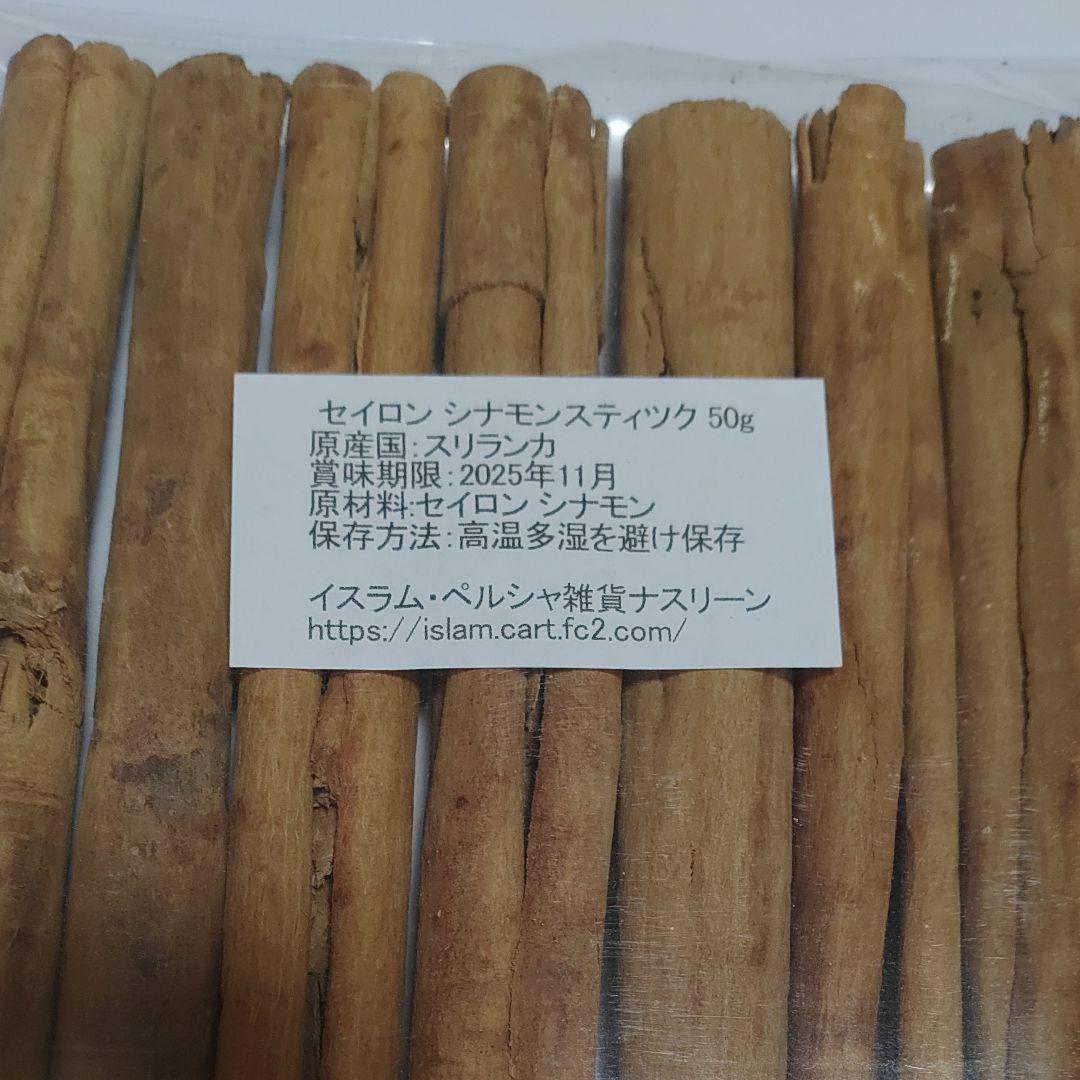 セイロン シナモンスティツク 50g
原産国：スリランカ
賞味期限：2025年11月
原材料:セイロン シナモン
保存方法：高温多湿を避け保存
イスラム・ペルシャ雑貨ナスリーン
https://islam.cart.fc2.com/